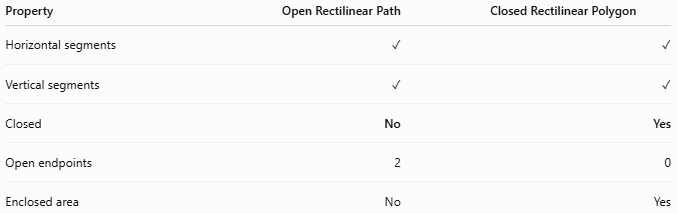 Property Open Rectilinear Path Closed Rectilinear Polygon
Horizontal segments ✓ ✓
Vertical segments ✓ ✓
Closed No Yes
Open endpoints 2 0
Enclosed area No Yes